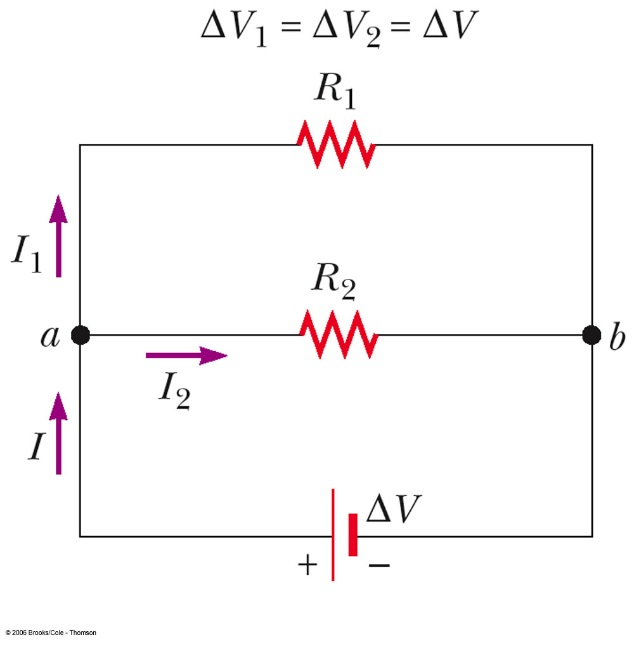 ΔV₁ = ΔV₂ = ΔV
R₁
I₁
R₂
a
b
I₂
I
ΔV
+
−
© 2006 Brooks/Cole - Thomson